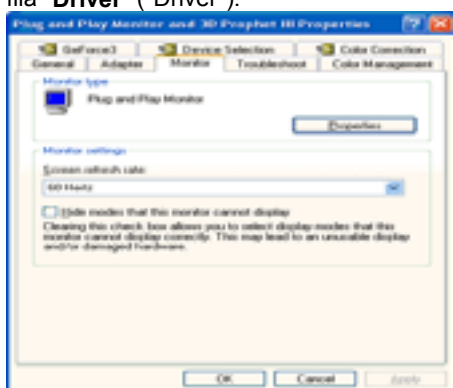 "Driver" ("Driver").
Plug and Play Monitor and 3D Prophet III Properties
GeForce3 Device Selection Color Correction
General Adapter Monitor Troubleshoot Color Management
Monitor type
Plug and Play Monitor
Properties
Monitor settings
Screen refresh rate:
60 Hertz
Hide modes that this monitor cannot display
Clearing this check box allows you to select display modes that this
monitor cannot display correctly. This may lead to an unusable display
and/or damaged hardware.
OK Cancel Apply